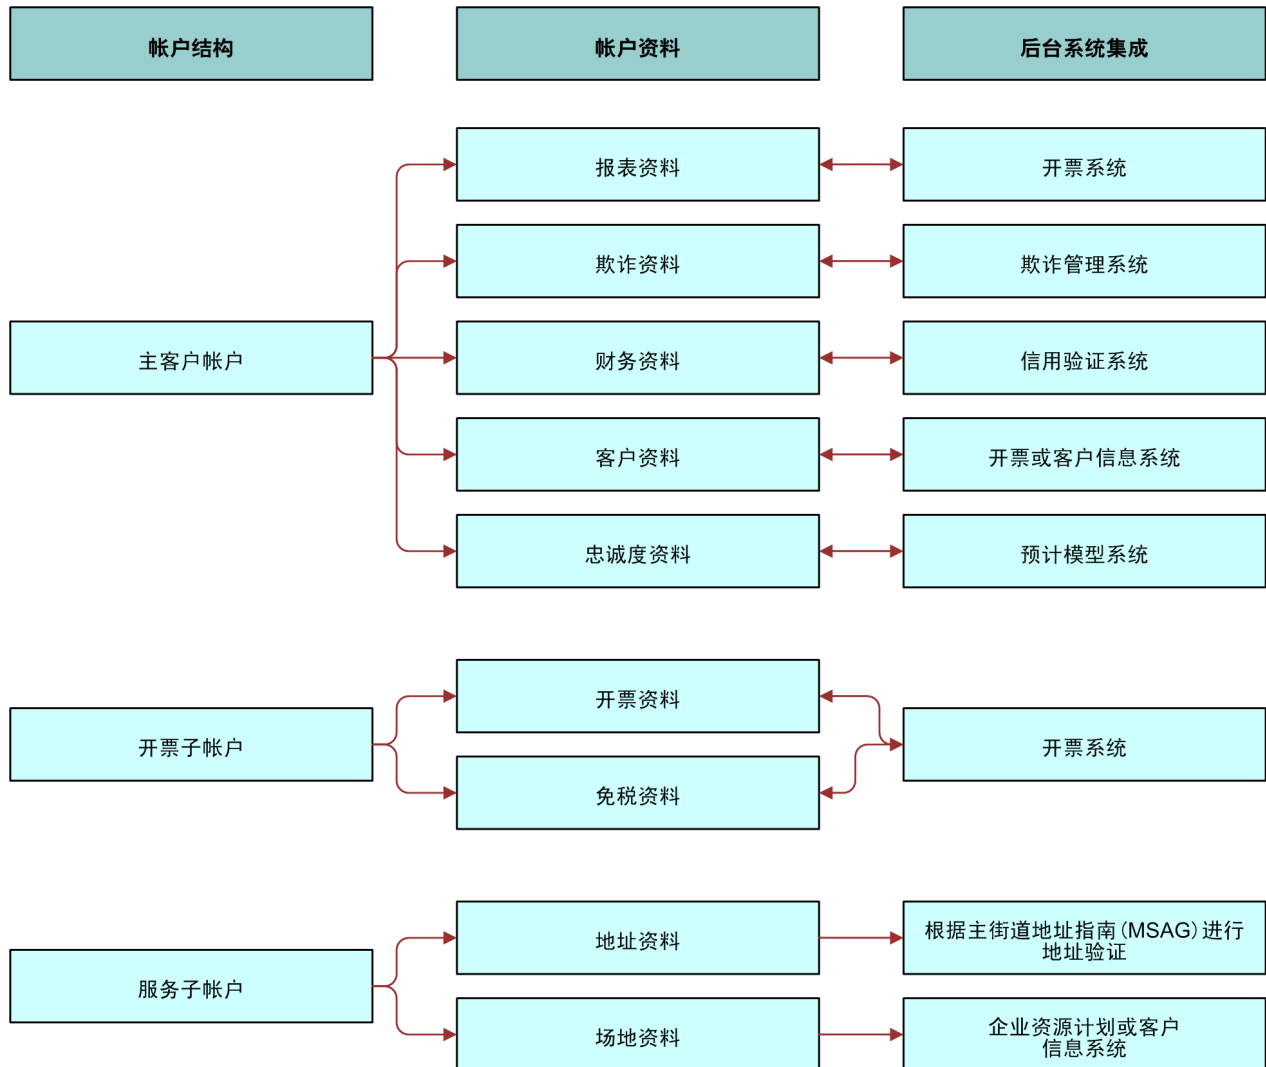 帐户结构
帐户资料
后台系统集成
报表资料
开票系统
欺诈资料
欺诈管理系统
主客户帐户
财务资料
信用验证系统
客户资料
开票或客户信息系统
忠诚度资料
预计模型系统
开票资料
开票子帐户
开票系统
免税资料
地址资料
根据主街道地址指南(MSAG)进行
地址验证
服务子帐户
场地资料
企业资源计划或客户
信息系统